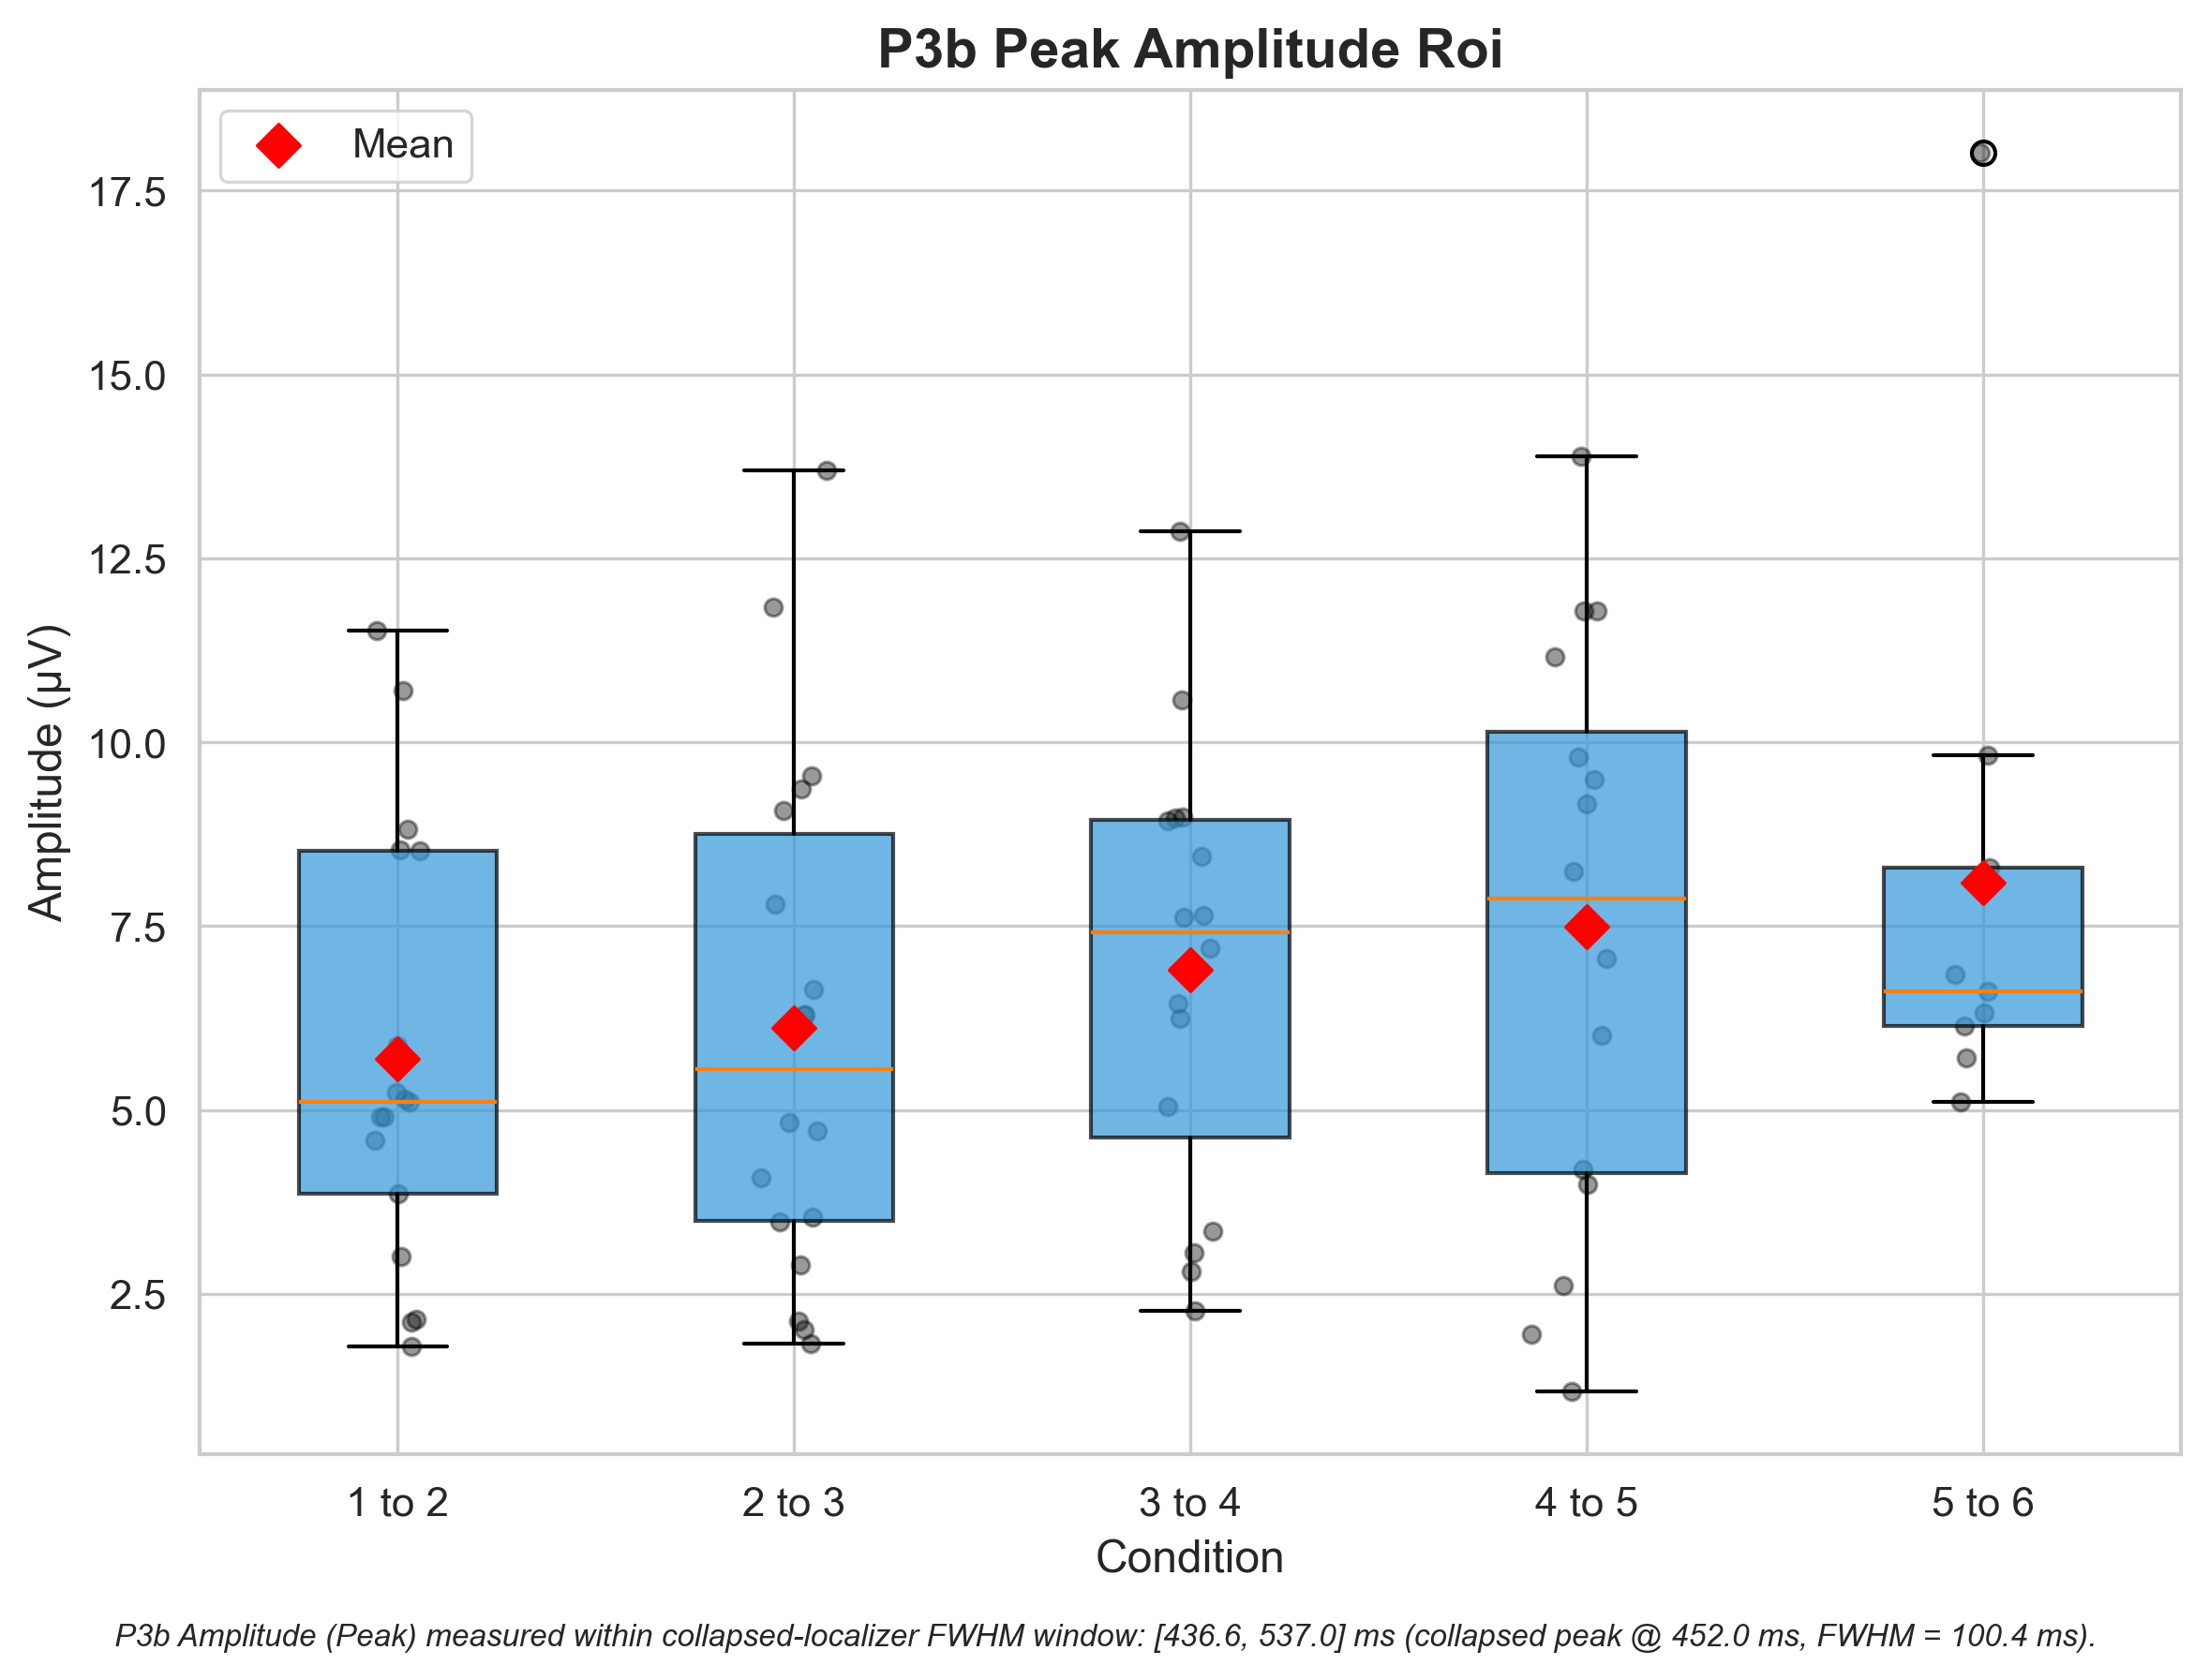 P3b Peak Amplitude Roi
Mean
17.5
15.0
12.5
10.0
7.5
5.0
2.5
Amplitude (µV)
1 to 2
2 to 3
3 to 4
4 to 5
5 to 6
Condition
P3b Amplitude (Peak) measured within collapsed-localizer FWHM window: [436.6, 537.0] ms (collapsed peak @ 452.0 ms, FWHM = 100.4 ms).